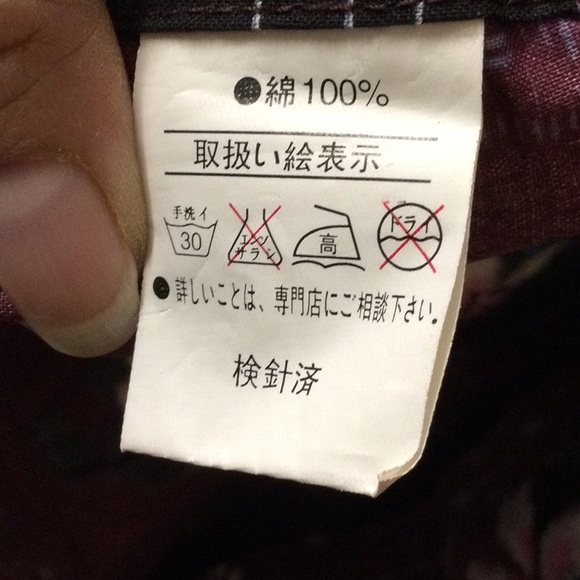 ●綿100%
取扱い絵表示
手洗イ
30
エンソ
サラシ
高
ドライ
●詳しいことは、専門店にご相談下さい。
検針済